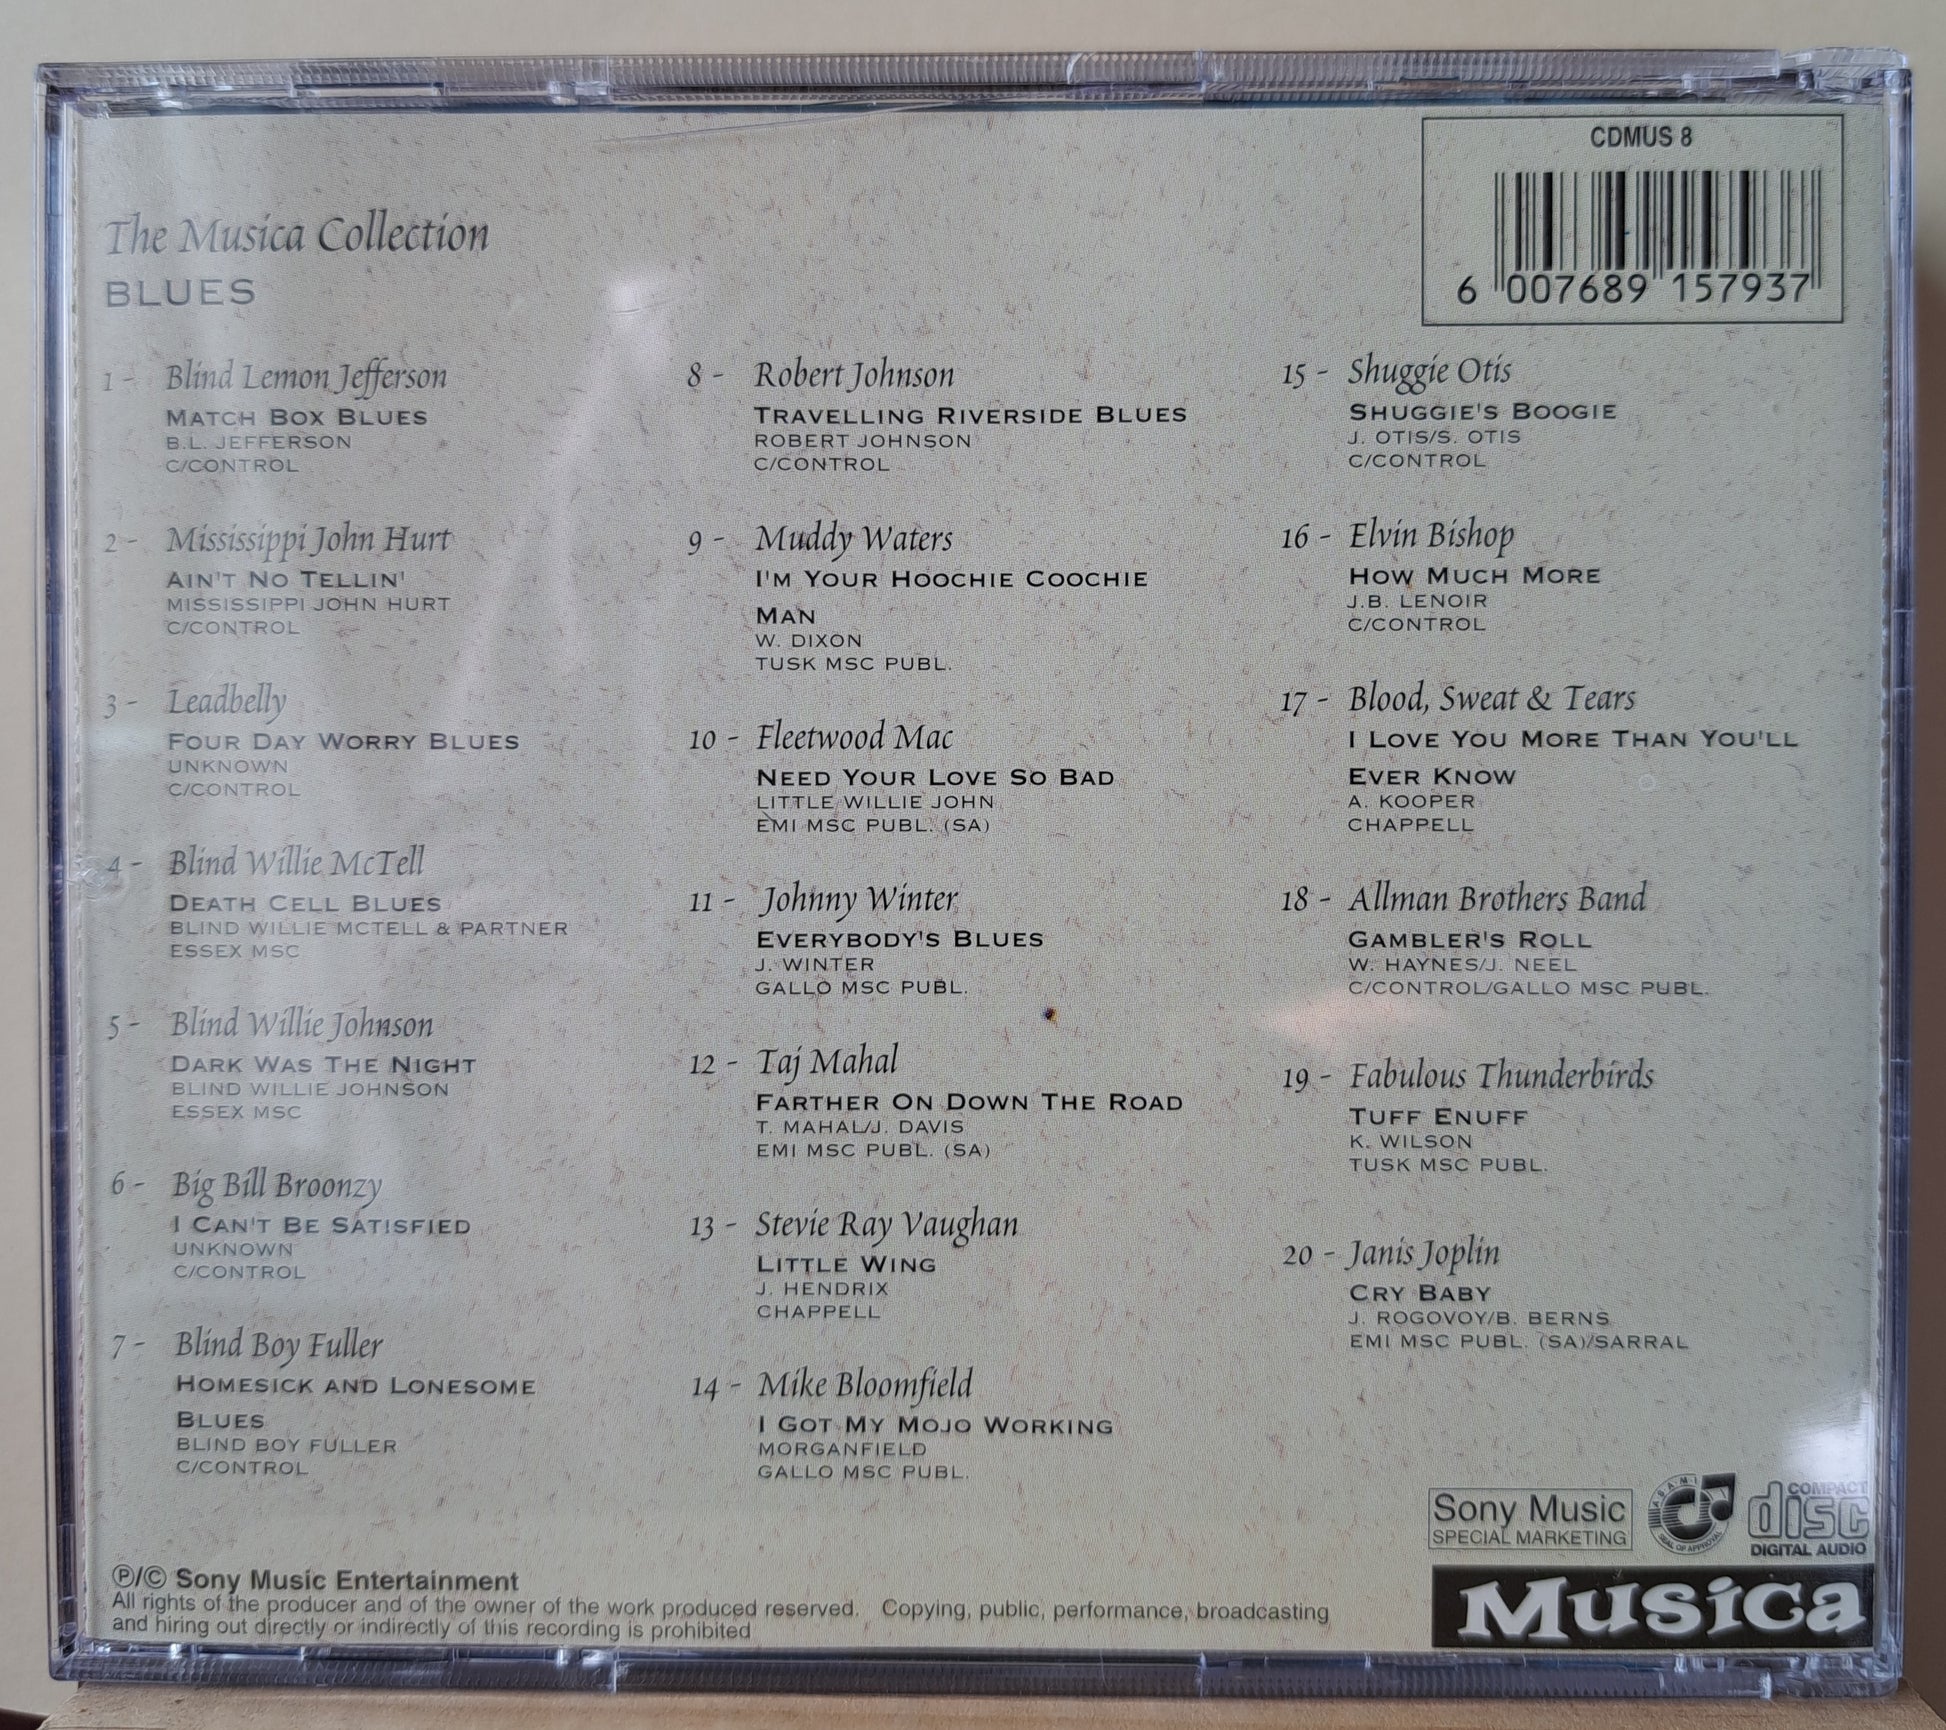 CDMUS 8
6 007689 157937
The Musica Collection
BLUES
1 - Blind Lemon Jefferson
MATCH BOX BLUES
B.L. JEFFERSON
C/CONTROL
2 - Mississippi John Hurt
AIN'T NO TELLIN'
MISSISSIPPI JOHN HURT
C/CONTROL
3 - Leadbelly
FOUR DAY WORRY BLUES
UNKNOWN
C/CONTROL
4 - Blind Willie McTell
DEATH CELL BLUES
BLIND WILLIE MCTELL & PARTNER
ESSEX MSC
5 - Blind Willie Johnson
DARK WAS THE NIGHT
BLIND WILLIE JOHNSON
ESSEX MSC
6 - Big Bill Broonzy
I CAN'T BE SATISFIED
UNKNOWN
C/CONTROL
7 - Blind Boy Fuller
HOMESICK AND LONESOME
BLUES
BLIND BOY FULLER
C/CONTROL
8 - Robert Johnson
TRAVELLING RIVERSIDE BLUES
ROBERT JOHNSON
C/CONTROL
9 - Muddy Waters
I'M YOUR HOOCHIE COOCHIE
MAN
W. DIXON
TUSK MSC PUBL.
10 - Fleetwood Mac
NEED YOUR LOVE SO BAD
LITTLE WILLIE JOHN
EMI MSC PUBL. (SA)
11 - Johnny Winter
EVERYBODY'S BLUES
J. WINTER
GALLO MSC PUBL.
12 - Taj Mahal
FARTHER ON DOWN THE ROAD
T. MAHAL/J. DAVIS
EMI MSC PUBL. (SA)
13 - Stevie Ray Vaughan
LITTLE WING
J. HENDRIX
CHAPPELL
14 - Mike Bloomfield
I GOT MY MOJO WORKING
MORGANFIELD
GALLO MSC PUBL.
15 - Shuggie Otis
SHUGGIE'S BOOGIE
J. OTIS/S. OTIS
C/CONTROL
16 - Elvin Bishop
HOW MUCH MORE
J.B. LENOIR
C/CONTROL
17 - Blood, Sweat & Tears
I LOVE YOU MORE THAN YOU'LL
EVER KNOW
A. KOOPER
CHAPPELL
18 - Allman Brothers Band
GAMBLER'S ROLL
W. HAYNES/J. NEEL
C/CONTROL/GALLO MSC PUBL.
19 - Fabulous Thunderbirds
TUFF ENUFF
K. WILSON
TUSK MSC PUBL.
20 - Janis Joplin
CRY BABY
J. ROGOVOY/B. BERNS
EMI MSC PUBL. (SA)/SARRAL
℗/© Sony Music Entertainment
All rights of the producer and of the owner of the work produced reserved. Copying, public, performance, broadcasting
and hiring out directly or indirectly of this recording is prohibited
Sony Music
SPECIAL MARKETING
A.S.A.M.I
SEAL OF APPROVAL
COMPACT
disc
DIGITAL AUDIO
Musica